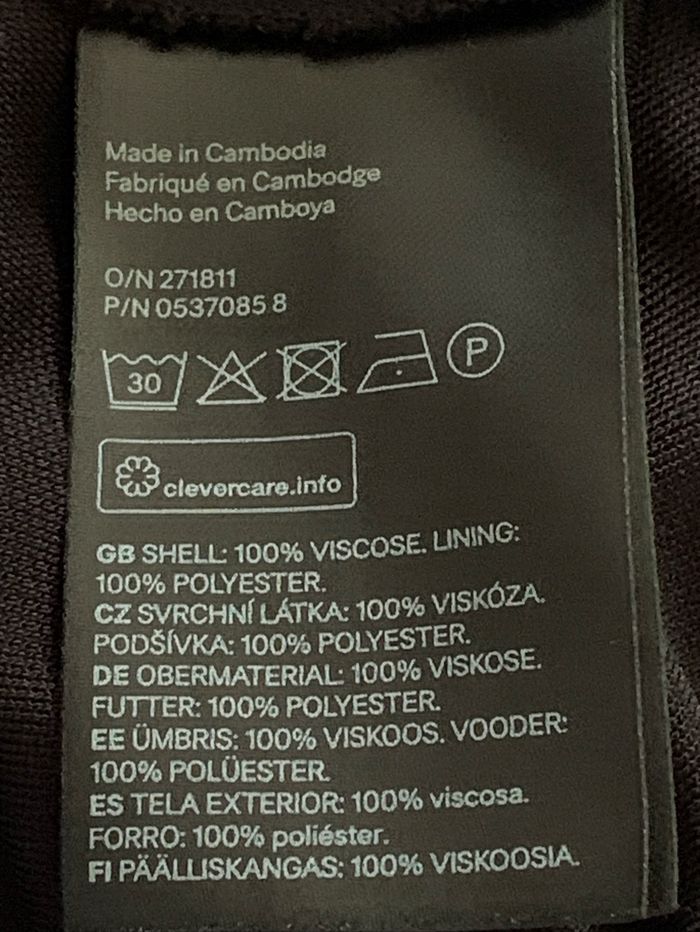 Made in Cambodia
Fabriqué en Cambodge
Hecho en Camboya
O/N 271811
P/N 0537085 8
30 P
clevercare.info
GB SHELL: 100% VISCOSE. LINING:
100% POLYESTER.
CZ SVRCHNÍ LÁTKA: 100% VISKÓZA.
PODŠÍVKA: 100% POLYESTER.
DE OBERMATERIAL: 100% VISKOSE.
FUTTER: 100% POLYESTER.
EE ÜMBRIS: 100% VISKOOS. VOODER:
100% POLÜESTER.
ES TELA EXTERIOR: 100% viscosa.
FORRO: 100% poliéster.
FI PÄÄLLISKANGAS: 100% VISKOOSIA.